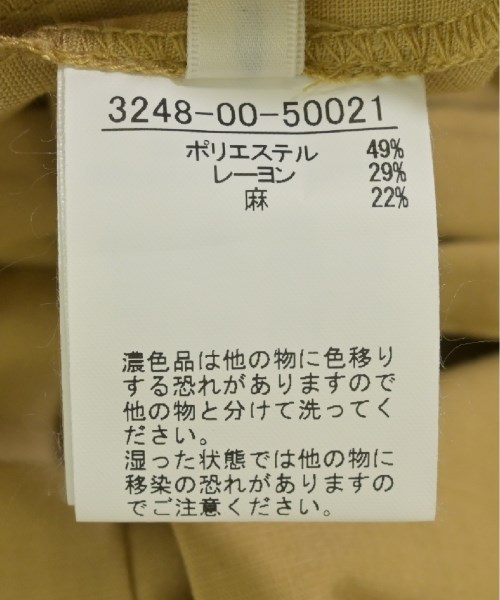 3248-00-50021
ポリエステル 49%
レーヨン 29%
麻 22%
濃色品は他の物に色移り
する恐れがありますので
他の物と分けて洗ってく
ださい。
湿った状態では他の物に
移染の恐れがありますの
でご注意ください。